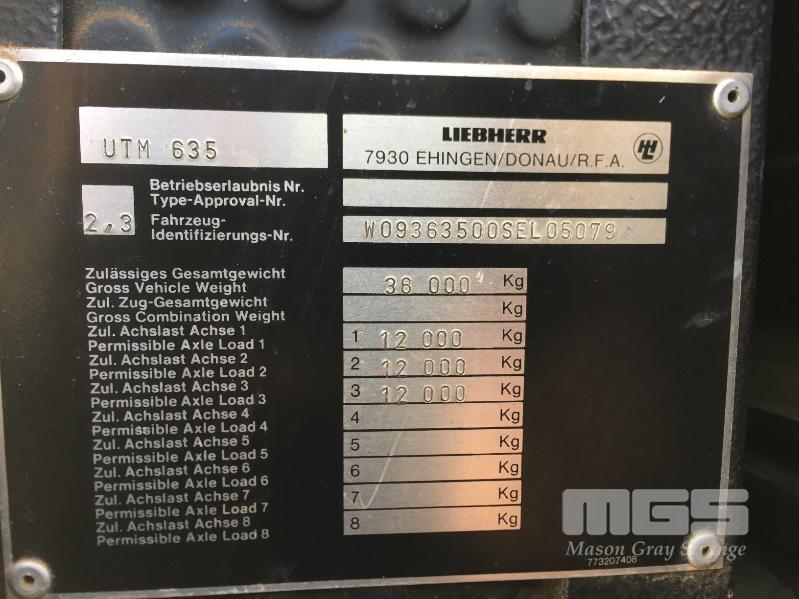 UTM 635
LIEBHERR
7930 EHINGEN/DONAU/R.F.A.
Betriebserlaubnis Nr.
Type-Approval-Nr.
2,3
Fahrzeug-
Identifizierungs-Nr.
W09363500SEL05079
Zulässiges Gesamtgewicht
Gross Vehicle Weight
36 000 Kg
Zul. Zug-Gesamtgewicht
Gross Combination Weight
Kg
Zul. Achslast Achse 1
Permissible Axle Load 1
1 12 000 Kg
Zul. Achslast Achse 2
Permissible Axle Load 2
2 12 000 Kg
Zul. Achslast Achse 3
Permissible Axle Load 3
3 12 000 Kg
Zul. Achslast Achse 4
Permissible Axle Load 4
4 Kg
Zul. Achslast Achse 5
Permissible Axle Load 5
5 Kg
Zul. Achslast Achse 6
Permissible Axle Load 6
6 Kg
Zul. Achslast Achse 7
Permissible Axle Load 7
7 Kg
Zul. Achslast Achse 8
Permissible Axle Load 8
8 Kg
MGS
Mason Gray Strange
773207408